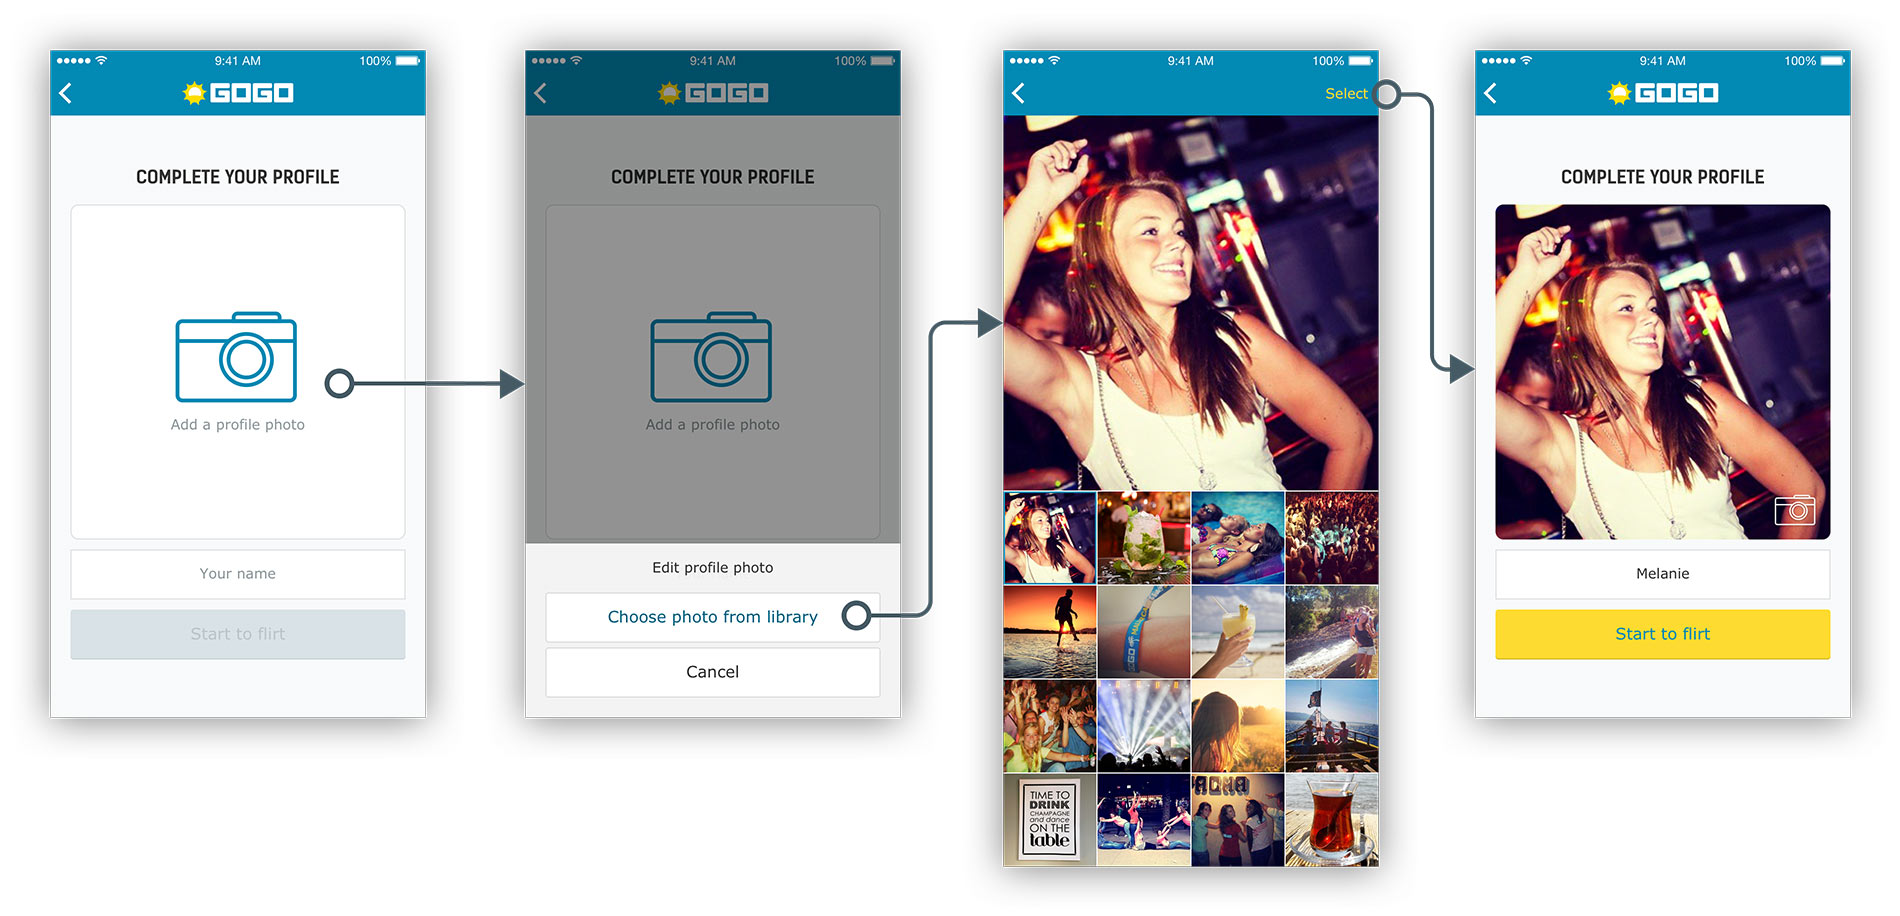 9:41 AM 100%
GOGO
COMPLETE YOUR PROFILE
Add a profile photo
Your name
Start to flirt
9:41 AM 100%
GOGO
COMPLETE YOUR PROFILE
Add a profile photo
Edit profile photo
Choose photo from library
Cancel
9:41 AM 100%
Select
TIME TO
DRINK
CHAMPAGNE
and dance
ON THE
table
9:41 AM 100%
GOGO
COMPLETE YOUR PROFILE
Melanie
Start to flirt